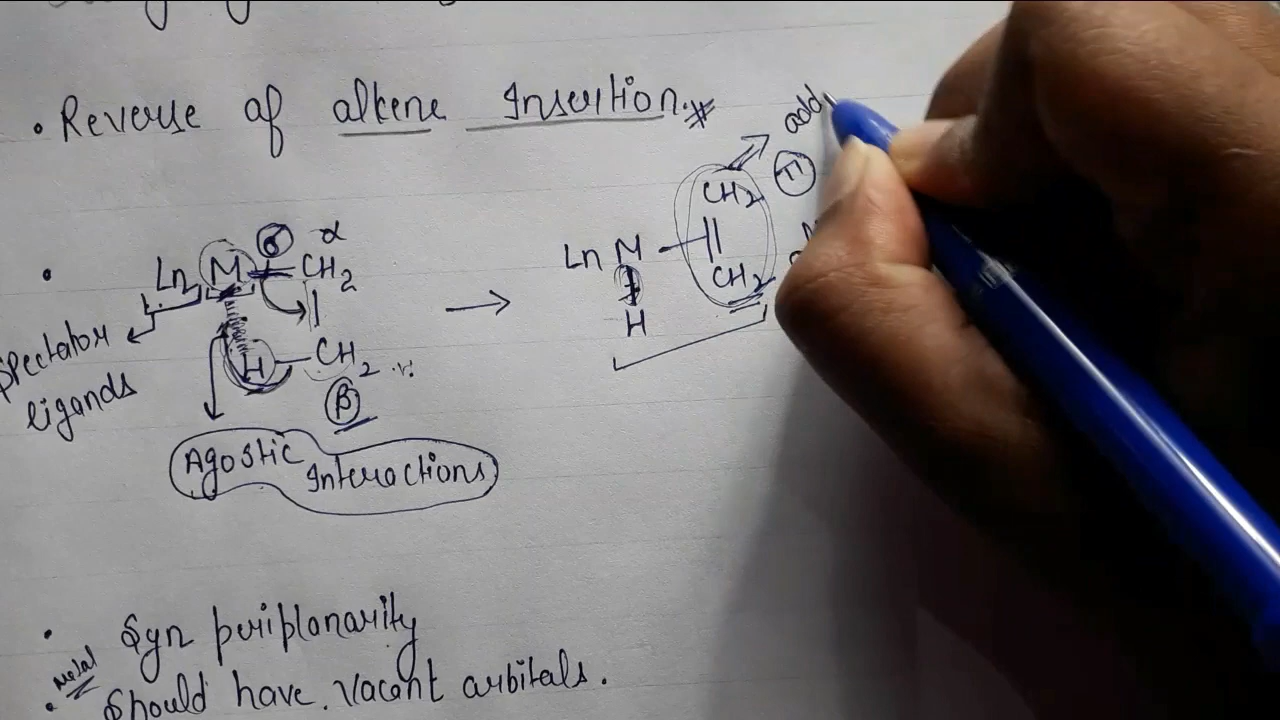 • Reverse of alkene Insertion.#
add
CH2
π
σ α
Ln M — CH2
Ln M — CH2
H
H — CH2
β
Spectator
ligands
Agostic
Interactions
• Syn periplanarity
Metal
• Should have vacant orbitals.